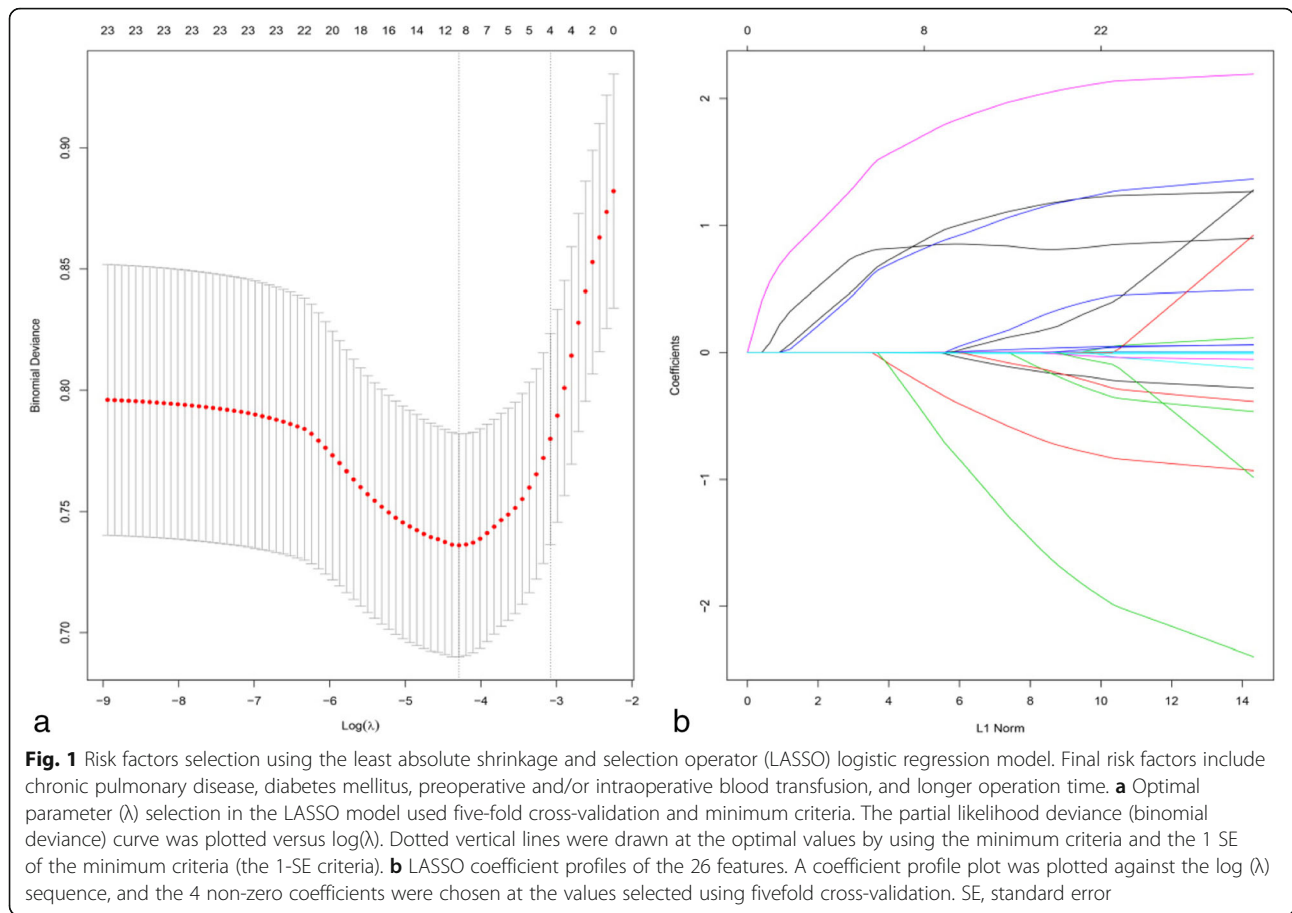 23 23 23 23 23 23 22 20 18 16 14 12 8 7 5 5 4 4 2 0
0 8 22
0.90
0.85
0.80
0.75
0.70
Binomial Deviance
-9 -8 -7 -6 -5 -4 -3 -2
Log(λ)
a
2
1
0
-1
-2
Coefficients
0 2 4 6 8 10 12 14
L1 Norm
b
Fig. 1 Risk factors selection using the least absolute shrinkage and selection operator (LASSO) logistic regression model. Final risk factors include
chronic pulmonary disease, diabetes mellitus, preoperative and/or intraoperative blood transfusion, and longer operation time. a Optimal
parameter (λ) selection in the LASSO model used five-fold cross-validation and minimum criteria. The partial likelihood deviance (binomial
deviance) curve was plotted versus log(λ). Dotted vertical lines were drawn at the optimal values by using the minimum criteria and the 1 SE
of the minimum criteria (the 1-SE criteria). b LASSO coefficient profiles of the 26 features. A coefficient profile plot was plotted against the log (λ)
sequence, and the 4 non-zero coefficients were chosen at the values selected using fivefold cross-validation. SE, standard error